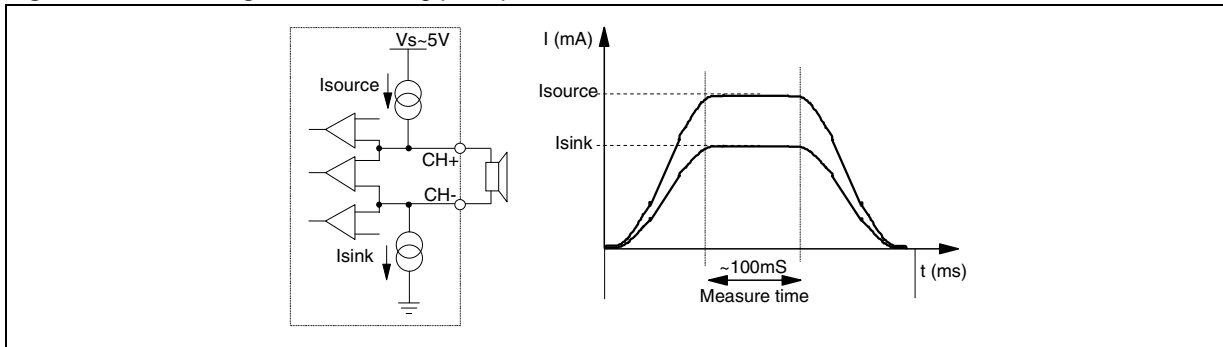 Vs~5V
Isource
CH+
CH-
Isink
I (mA)
Isource
Isink
~100mS
Measure time
t (ms)